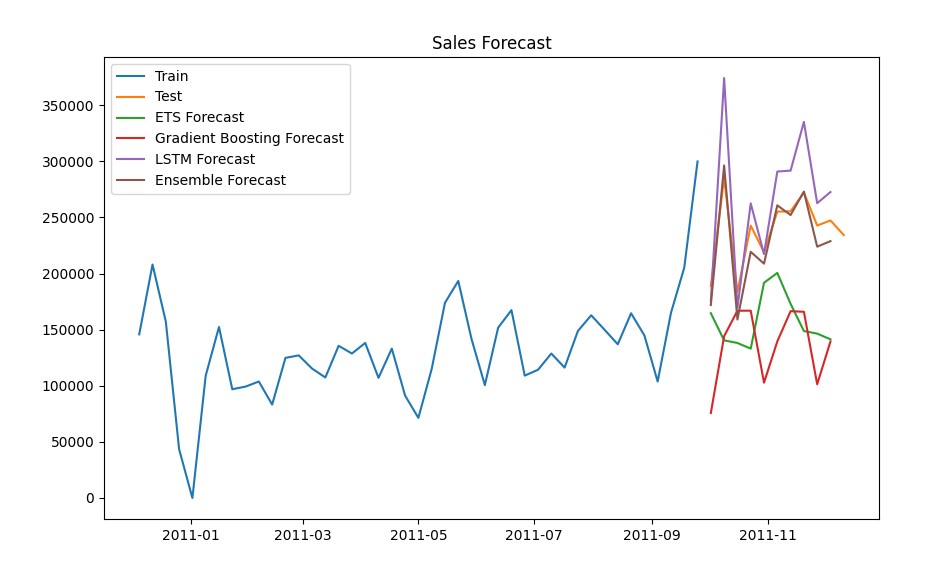 Sales Forecast
Train
Test
ETS Forecast
Gradient Boosting Forecast
LSTM Forecast
Ensemble Forecast
350000
300000
250000
200000
150000
100000
50000
0
2011-01 2011-03 2011-05 2011-07 2011-09 2011-11